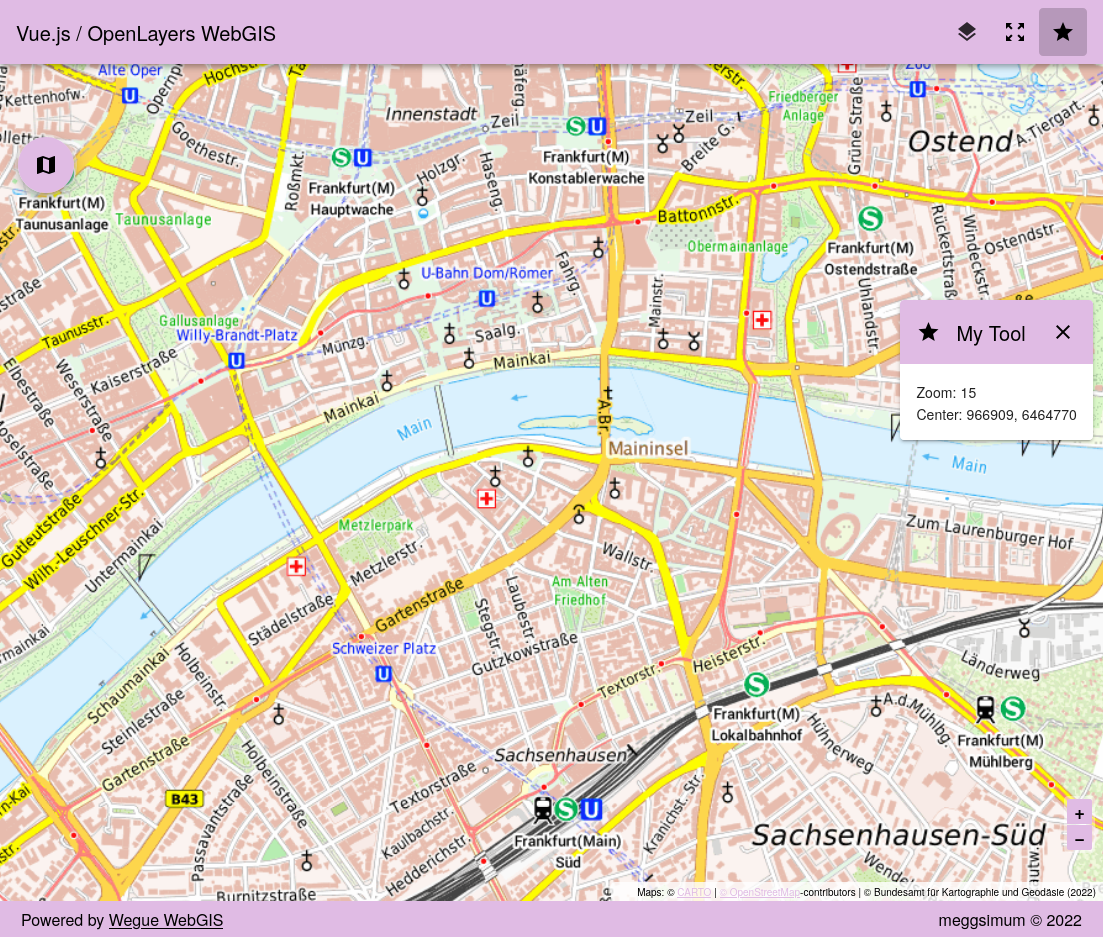 Vue.js / OpenLayers WebGIS
Alte Oper
Hochstr.
Kettenhofw.
Goethestr.
Roßmkt.
Innenstadt
Zeil
Zeil
Friedberger
Anlage
Grüne Straße
Zoo
Ostend
A.Tiergart.
Holzgr.
Haseng.
Breite G.
Frankfurt(M)
Konstablerwache
Frankfurt(M)
Hauptwache
Frankfurt(M)
Taunusanlage
Taunusanlage
Battonnstr.
Obermainanlage
Frankfurt(M)
Ostendstraße
Rückertstraße
Windeckstr.
Ostendstr.
Uhlandstr.
U-Bahn Dom/Römer
Fahrg.
Mainstr.
Gallusanlage
Willy-Brandt-Platz
Taunusstr.
Münzg.
Saalg.
Mainkai
Mainkai
Kaiserstraße
Weserstraße
Elbestraße
Moselstraße
My Tool
Zoom: 15
Center: 966909, 6464770
Main
A.Br.
Maininsel
Main
Gutleutstraße
Wilh.-Leuschner-Str.
Untermainkai
Metzlerpark
Metzlerstr.
Zum Laurenburger Hof
Wallstr.
Am Alten
Friedhof
Gartenstraße
Städelstraße
Stegstr.
Laubestr.
Schweizer Platz
Gutzkowstraße
Heisterstr.
Textorstr.
Länderweg
Schaumainkai
Holbeinstr.
Steinlestraße
Gartenstraße
Holbeinstraße
Frankfurt(M)
Lokalbahnhof
Hühnerweg
A.d.Mühlbg.
Frankfurt(M)
Mühlberg
Sachsenhausen
Textorstraße
B43
Passavantstraße
Kaulbachstr.
Hedderichstr.
Frankfurt(Main)
Süd
Kranichst. Str.
Sachsenhausen-Süd
+
–
Burnitzstraße
Maps: © CARTO | © OpenStreetMap-contributors | © Bundesamt für Kartographie und Geodäsie (2022)
Powered by Wegue WebGIS
meggsimum © 2022